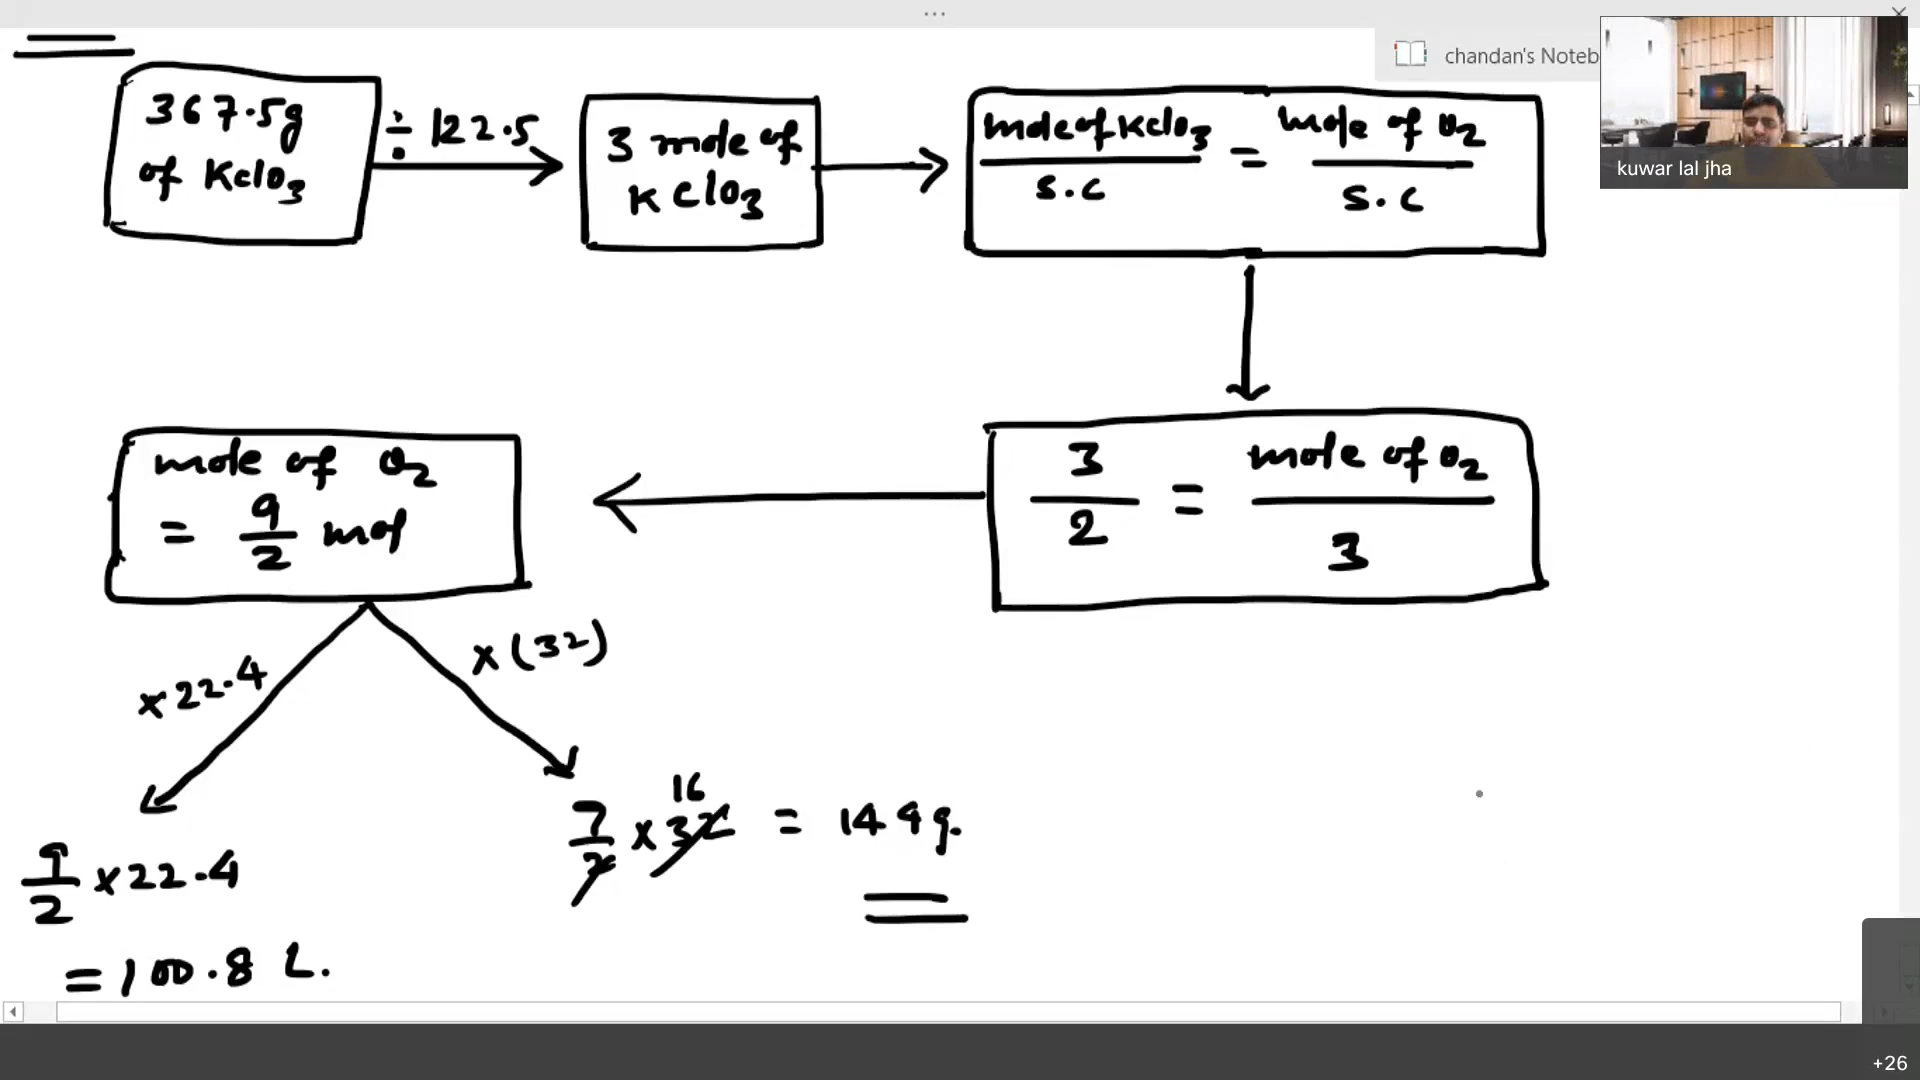 ...
chandan's Noteb
kuwar lal jha
367.5g
of Kclo3
÷ 122.5
3 mole of
KClO3
mole of Kclo3 = mole of O2
s.c s.c
3 = mole of O2
2 3
mole of O2
= 9 mol
2
×22.4
×(32)
9 ×22.4
2
= 100.8 L.
16
9 × 32 = 144 g.
2
+26